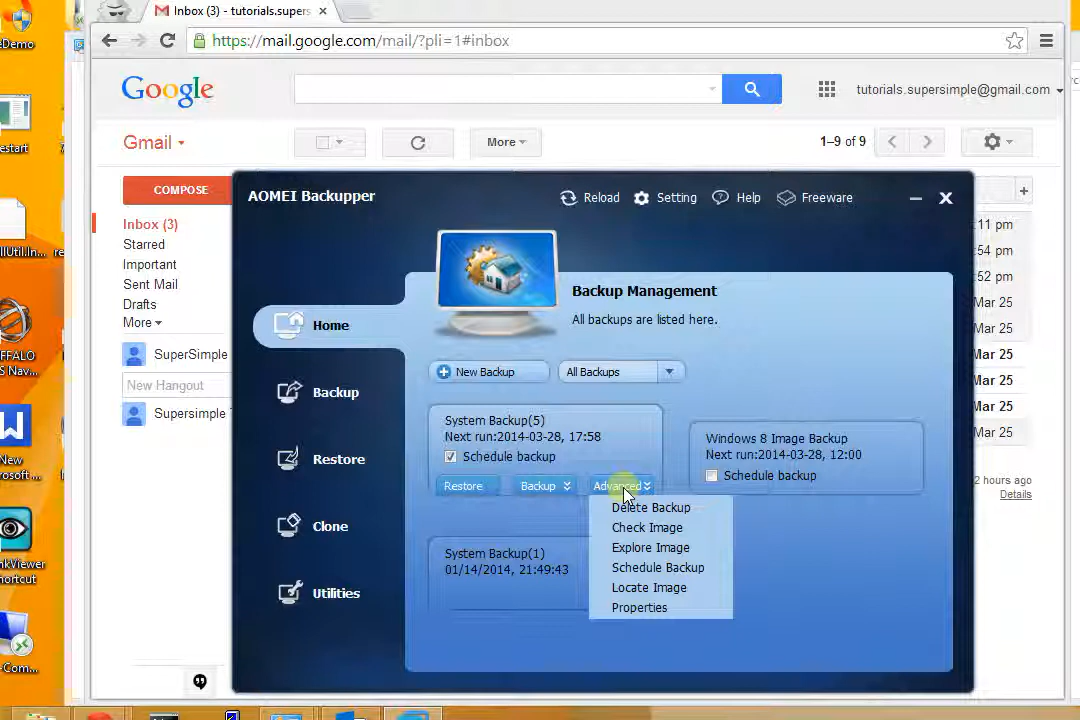 eDemo
Inbox (3) - tutorials.supers
https://mail.google.com/mail/?pli=1#inbox
Google
tutorials.supersimple@gmail.com
Gmail
More
1–9 of 9
estart
COMPOSE
Inbox (3)
Starred
Important
Sent Mail
Drafts
More
SuperSimple
New Hangout
Supersimple
AOMEI Backupper
Reload
Setting
Help
Freeware
Home
Backup
Restore
Clone
Utilities
Backup Management
All backups are listed here.
New Backup
All Backups
System Backup(5)
Next run:2014-03-28, 17:58
Schedule backup
Restore
Backup
Advanced
Delete Backup
Check Image
Explore Image
Schedule Backup
Locate Image
Properties
Windows 8 Image Backup
Next run:2014-03-28, 12:00
Schedule backup
System Backup(1)
01/14/2014, 21:49:43
:11 pm
:54 pm
:52 pm
Mar 25
Mar 25
Mar 25
Mar 25
Mar 25
2 hours ago
Details
llUtil.In...
FFALO
S Nav...
New
rosoft...
nkViewer
hortcut
-Com...